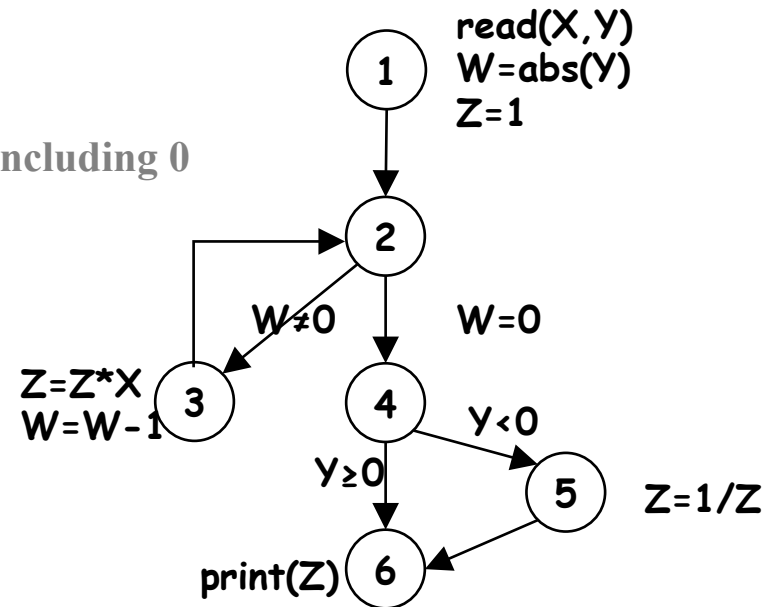 read(X,Y)
1
W=abs(Y)
Z=1
ncluding 0
2
W≠0
W=0
Z=Z*X
W=W-1
3
4
Y<0
Y≥0
5
Z=1/Z
print(Z)
6